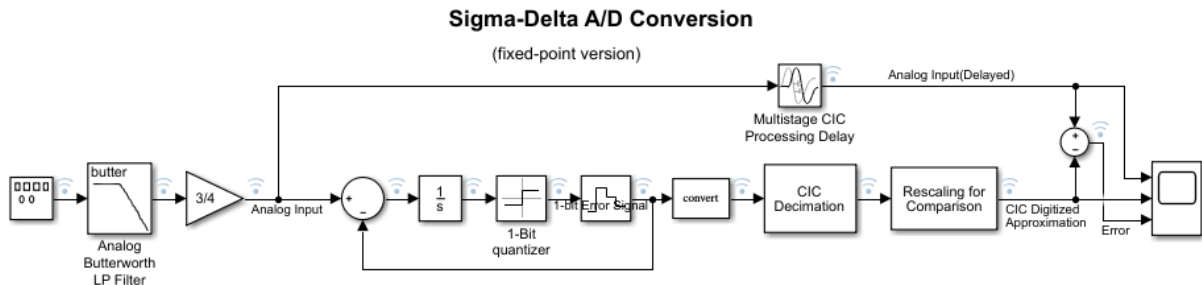 Sigma-Delta A/D Conversion
(fixed-point version)
Analog Input(Delayed)
Multistage CIC
Processing Delay
+
−
butter
3/4
Analog Input
+
−
1
s
1-bit Error Signal
convert
CIC
Decimation
Rescaling for
Comparison
CIC Digitized
Approximation
Error
Analog
Butterworth
LP Filter
1-Bit
quantizer